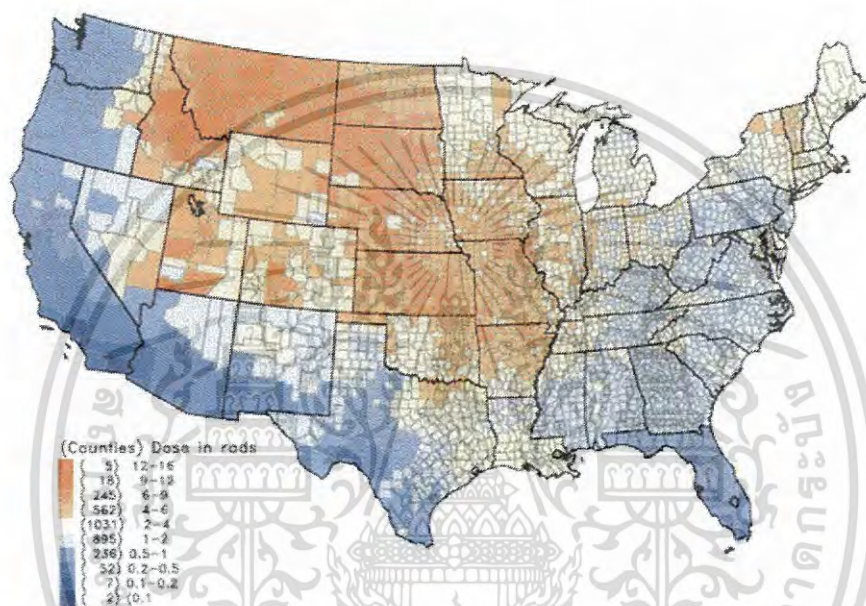 (Counties) Dose in rads
( 5) 12-16
( 18) 9-12
( 245) 6-9
( 562) 4-6
(1031) 2-4
( 895) 1-2
( 236) 0.5-1
( 52) 0.2-0.5
( 7) 0.1-0.2
( 2) <0.1